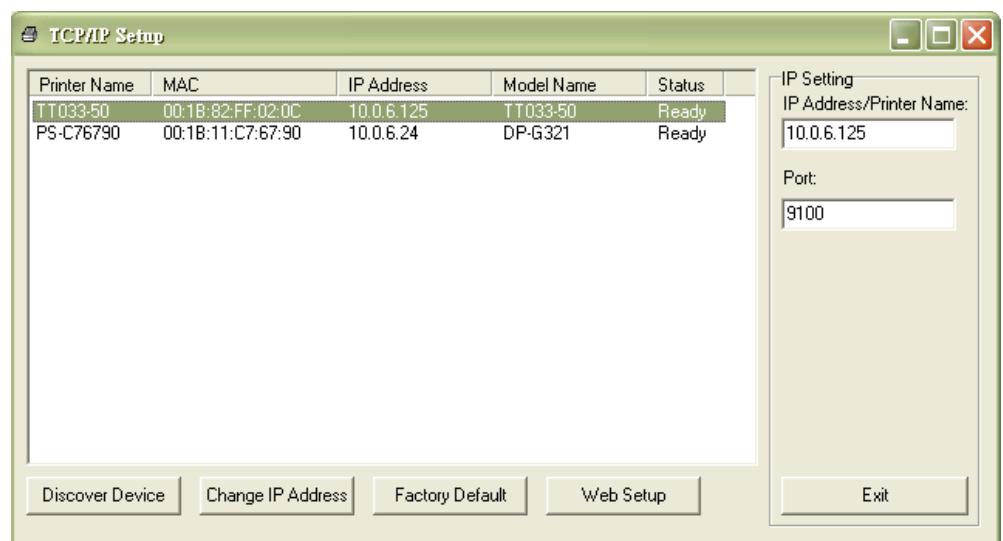 TCP/IP Setup
Printer Name MAC IP Address Model Name Status
TT033-50 00:1B:82:FF:02:0C 10.0.6.125 TT033-50 Ready
PS-C76790 00:1B:11:C7:67:90 10.0.6.24 DP-G321 Ready
IP Setting
IP Address/Printer Name:
10.0.6.125
Port:
9100
Discover Device Change IP Address Factory Default Web Setup Exit